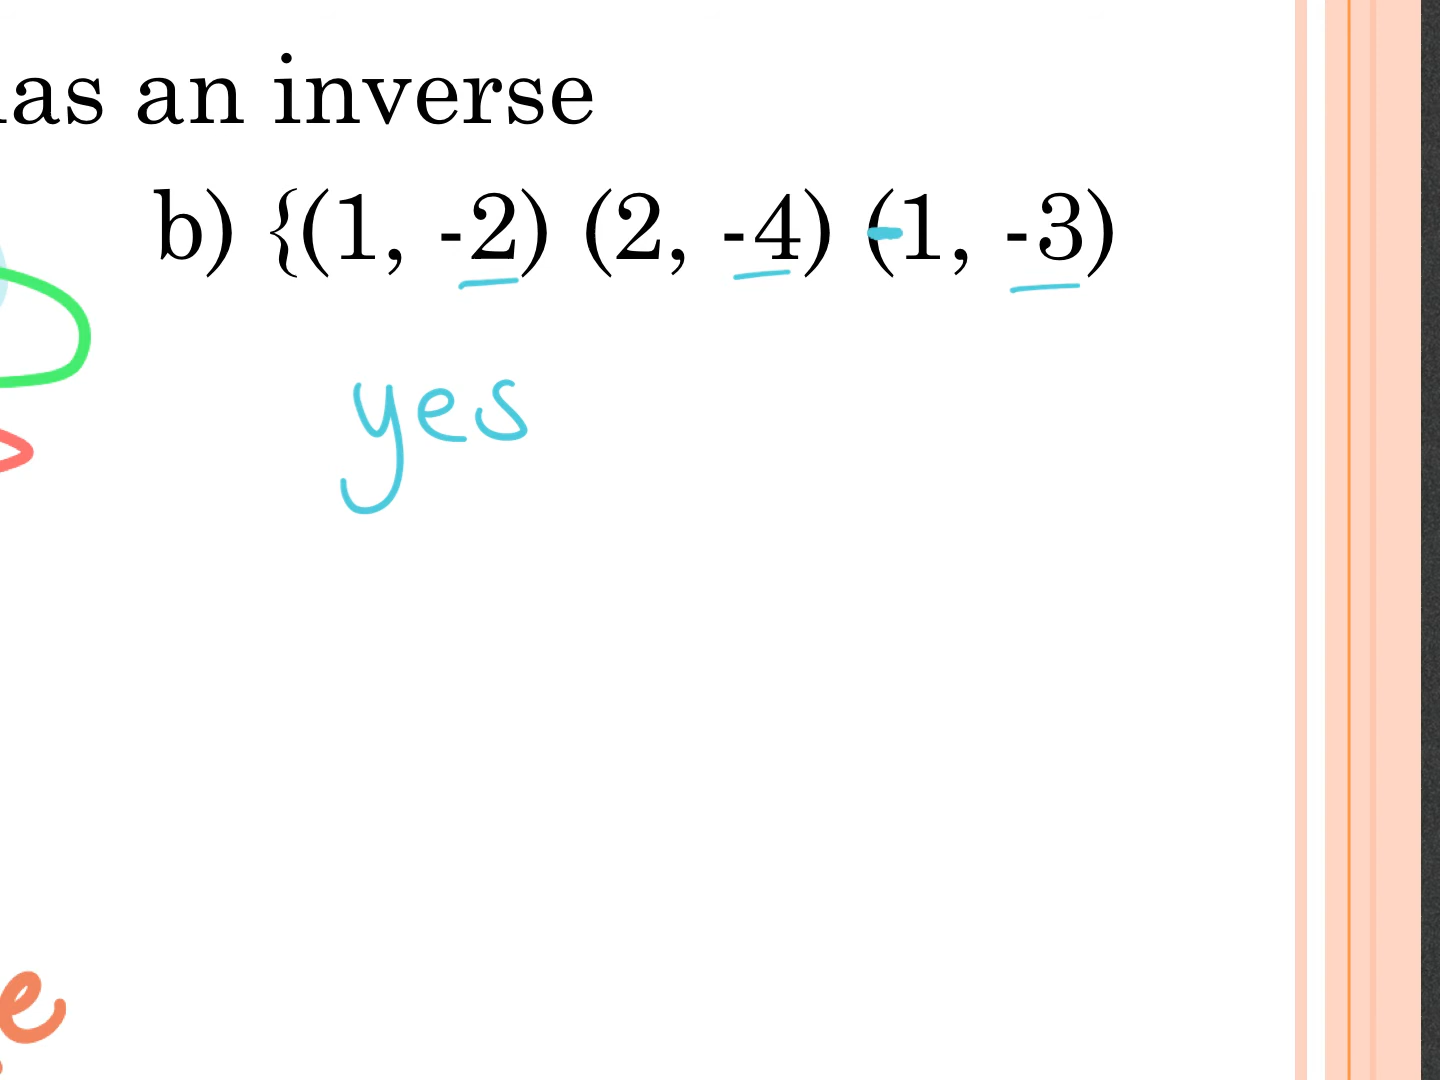 as an inverse
b) {(1, -2) (2, -4) (-1, -3)
yes
e